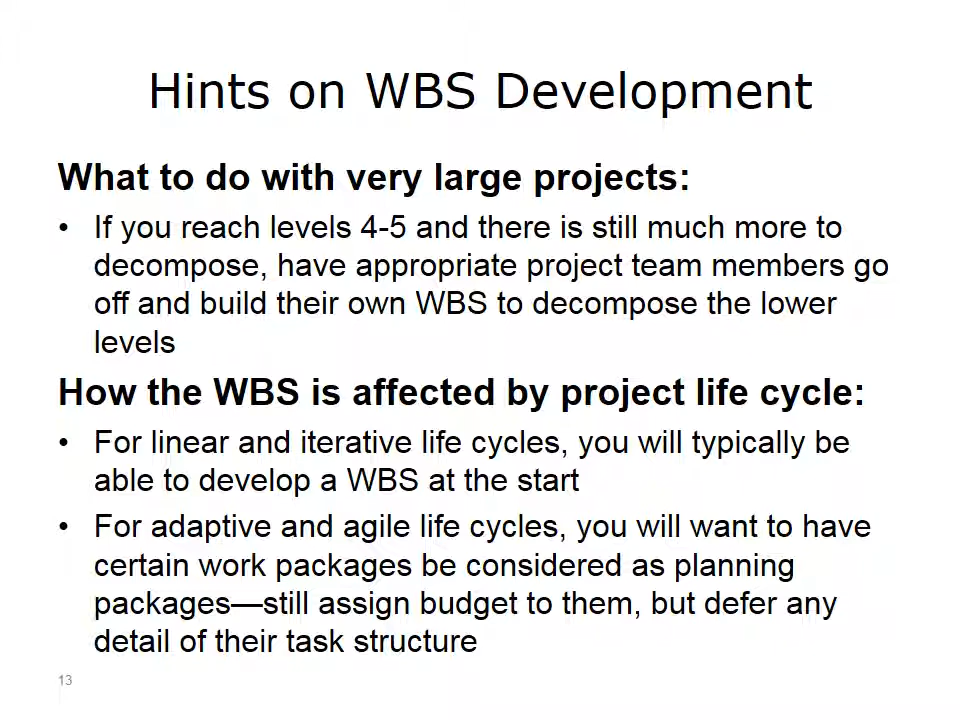 Hints on WBS Development
What to do with very large projects:
• If you reach levels 4-5 and there is still much more to
decompose, have appropriate project team members go
off and build their own WBS to decompose the lower
levels
How the WBS is affected by project life cycle:
• For linear and iterative life cycles, you will typically be
able to develop a WBS at the start
• For adaptive and agile life cycles, you will want to have
certain work packages be considered as planning
packages—still assign budget to them, but defer any
detail of their task structure
13